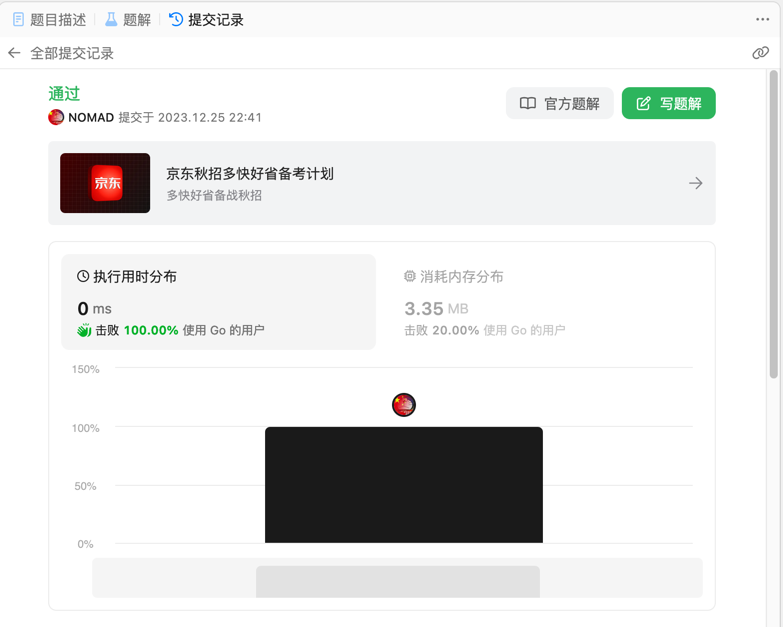 题目描述 题解 提交记录
全部提交记录
通过
NOMAD 提交于 2023.12.25 22:41
官方题解 写题解
京东
京东秋招多快好省备考计划
多快好省备战秋招
执行用时分布
0 ms
击败 100.00% 使用 Go 的用户
消耗内存分布
3.35 MB
击败 20.00% 使用 Go 的用户
150%
100%
50%
0%